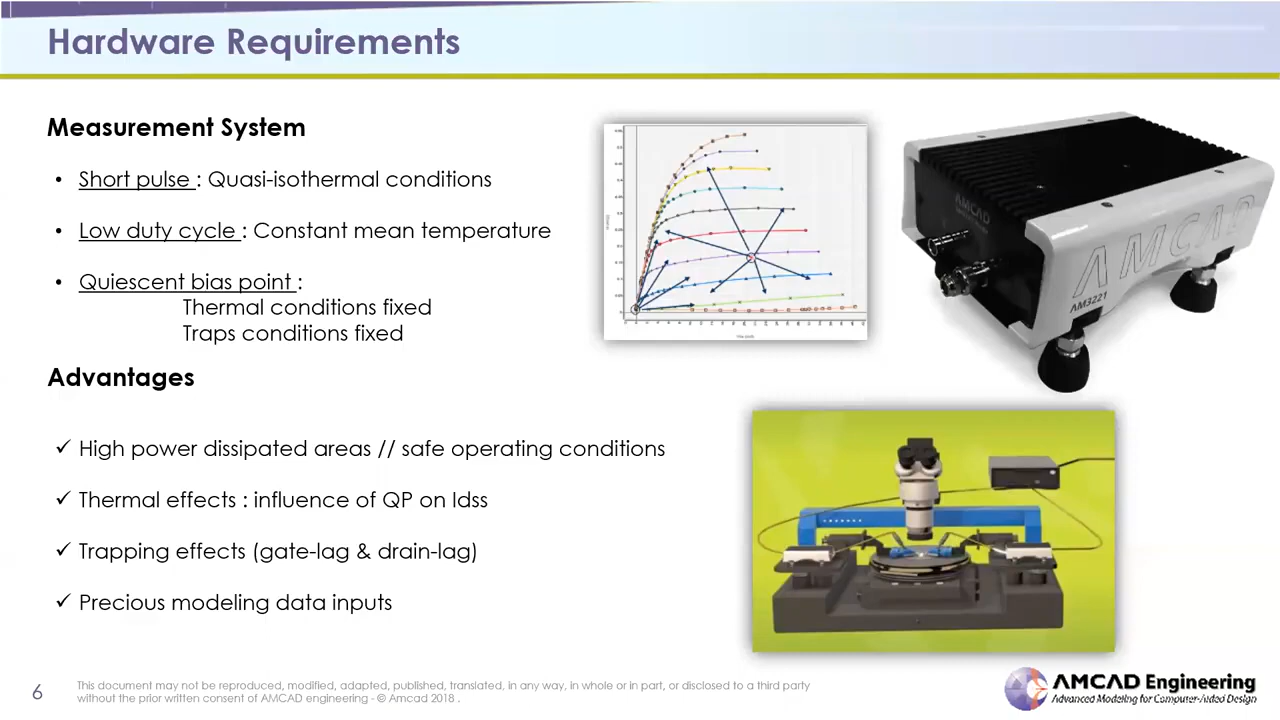 Hardware Requirements
Measurement System
• Short pulse : Quasi-isothermal conditions
• Low duty cycle : Constant mean temperature
• Quiescent bias point :
Thermal conditions fixed
Traps conditions fixed
Advantages
✓ High power dissipated areas // safe operating conditions
✓ Thermal effects : influence of QP on Idss
✓ Trapping effects (gate-lag & drain-lag)
✓ Precious modeling data inputs
AMCAD
AMCAD
AM3221
6
This document may not be reproduced, modified, adapted, published, translated, in any way, in whole or in part, or disclosed to a third party
without the prior written consent of AMCAD engineering - © Amcad 2018 .
AMCAD Engineering
Advanced Modeling for Computer-Aided Design